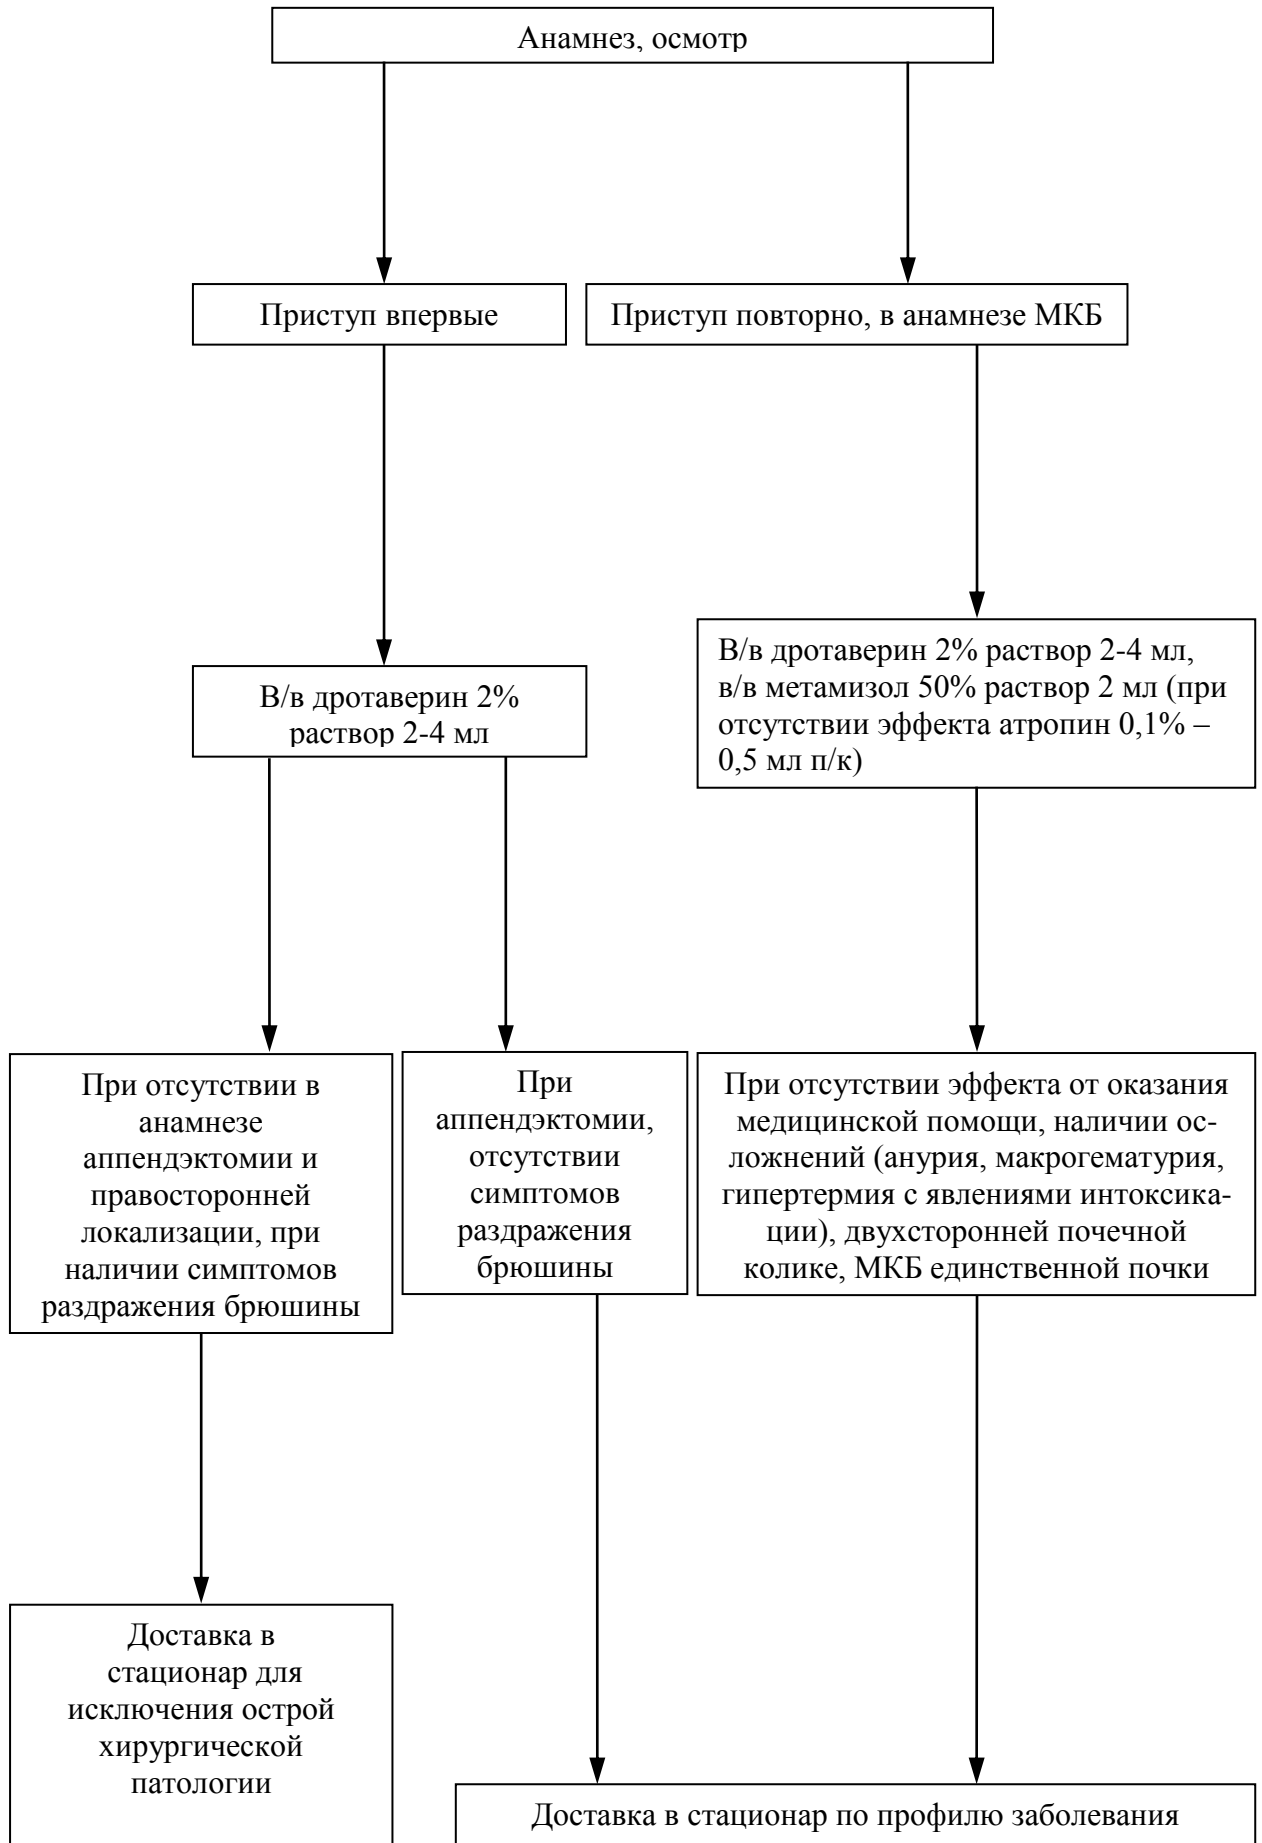 Анамнез, осмотр
Приступ впервые
Приступ повторно, в анамнезе МКБ
В/в дротаверин 2%
раствор 2-4 мл
В/в дротаверин 2% раствор 2-4 мл,
в/в метамизол 50% раствор 2 мл (при
отсутствии эффекта атропин 0,1% –
0,5 мл п/к)
При отсутствии в
анамнезе
аппендэктомии и
правосторонней
локализации, при
наличии симптомов
раздражения брюшины
При
аппендэктомии,
отсутствии
симптомов
раздражения
брюшины
При отсутствии эффекта от оказания
медицинской помощи, наличии ос-
ложнений (анурия, макрогематурия,
гипертермия с явлениями интоксика-
ции), двухсторонней почечной
колике, МКБ единственной почки
Доставка в
стационар для
исключения острой
хирургической
патологии
Доставка в стационар по профилю заболевания